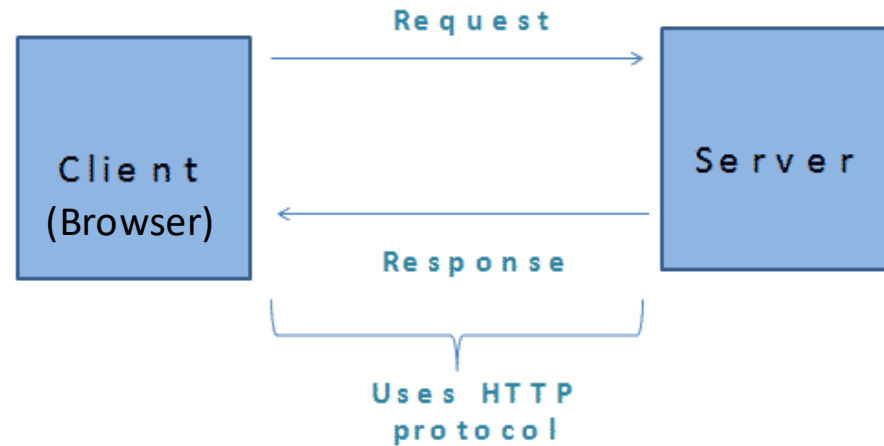 Request
Client
(Browser)
Server
Response
Uses HTTP
protocol